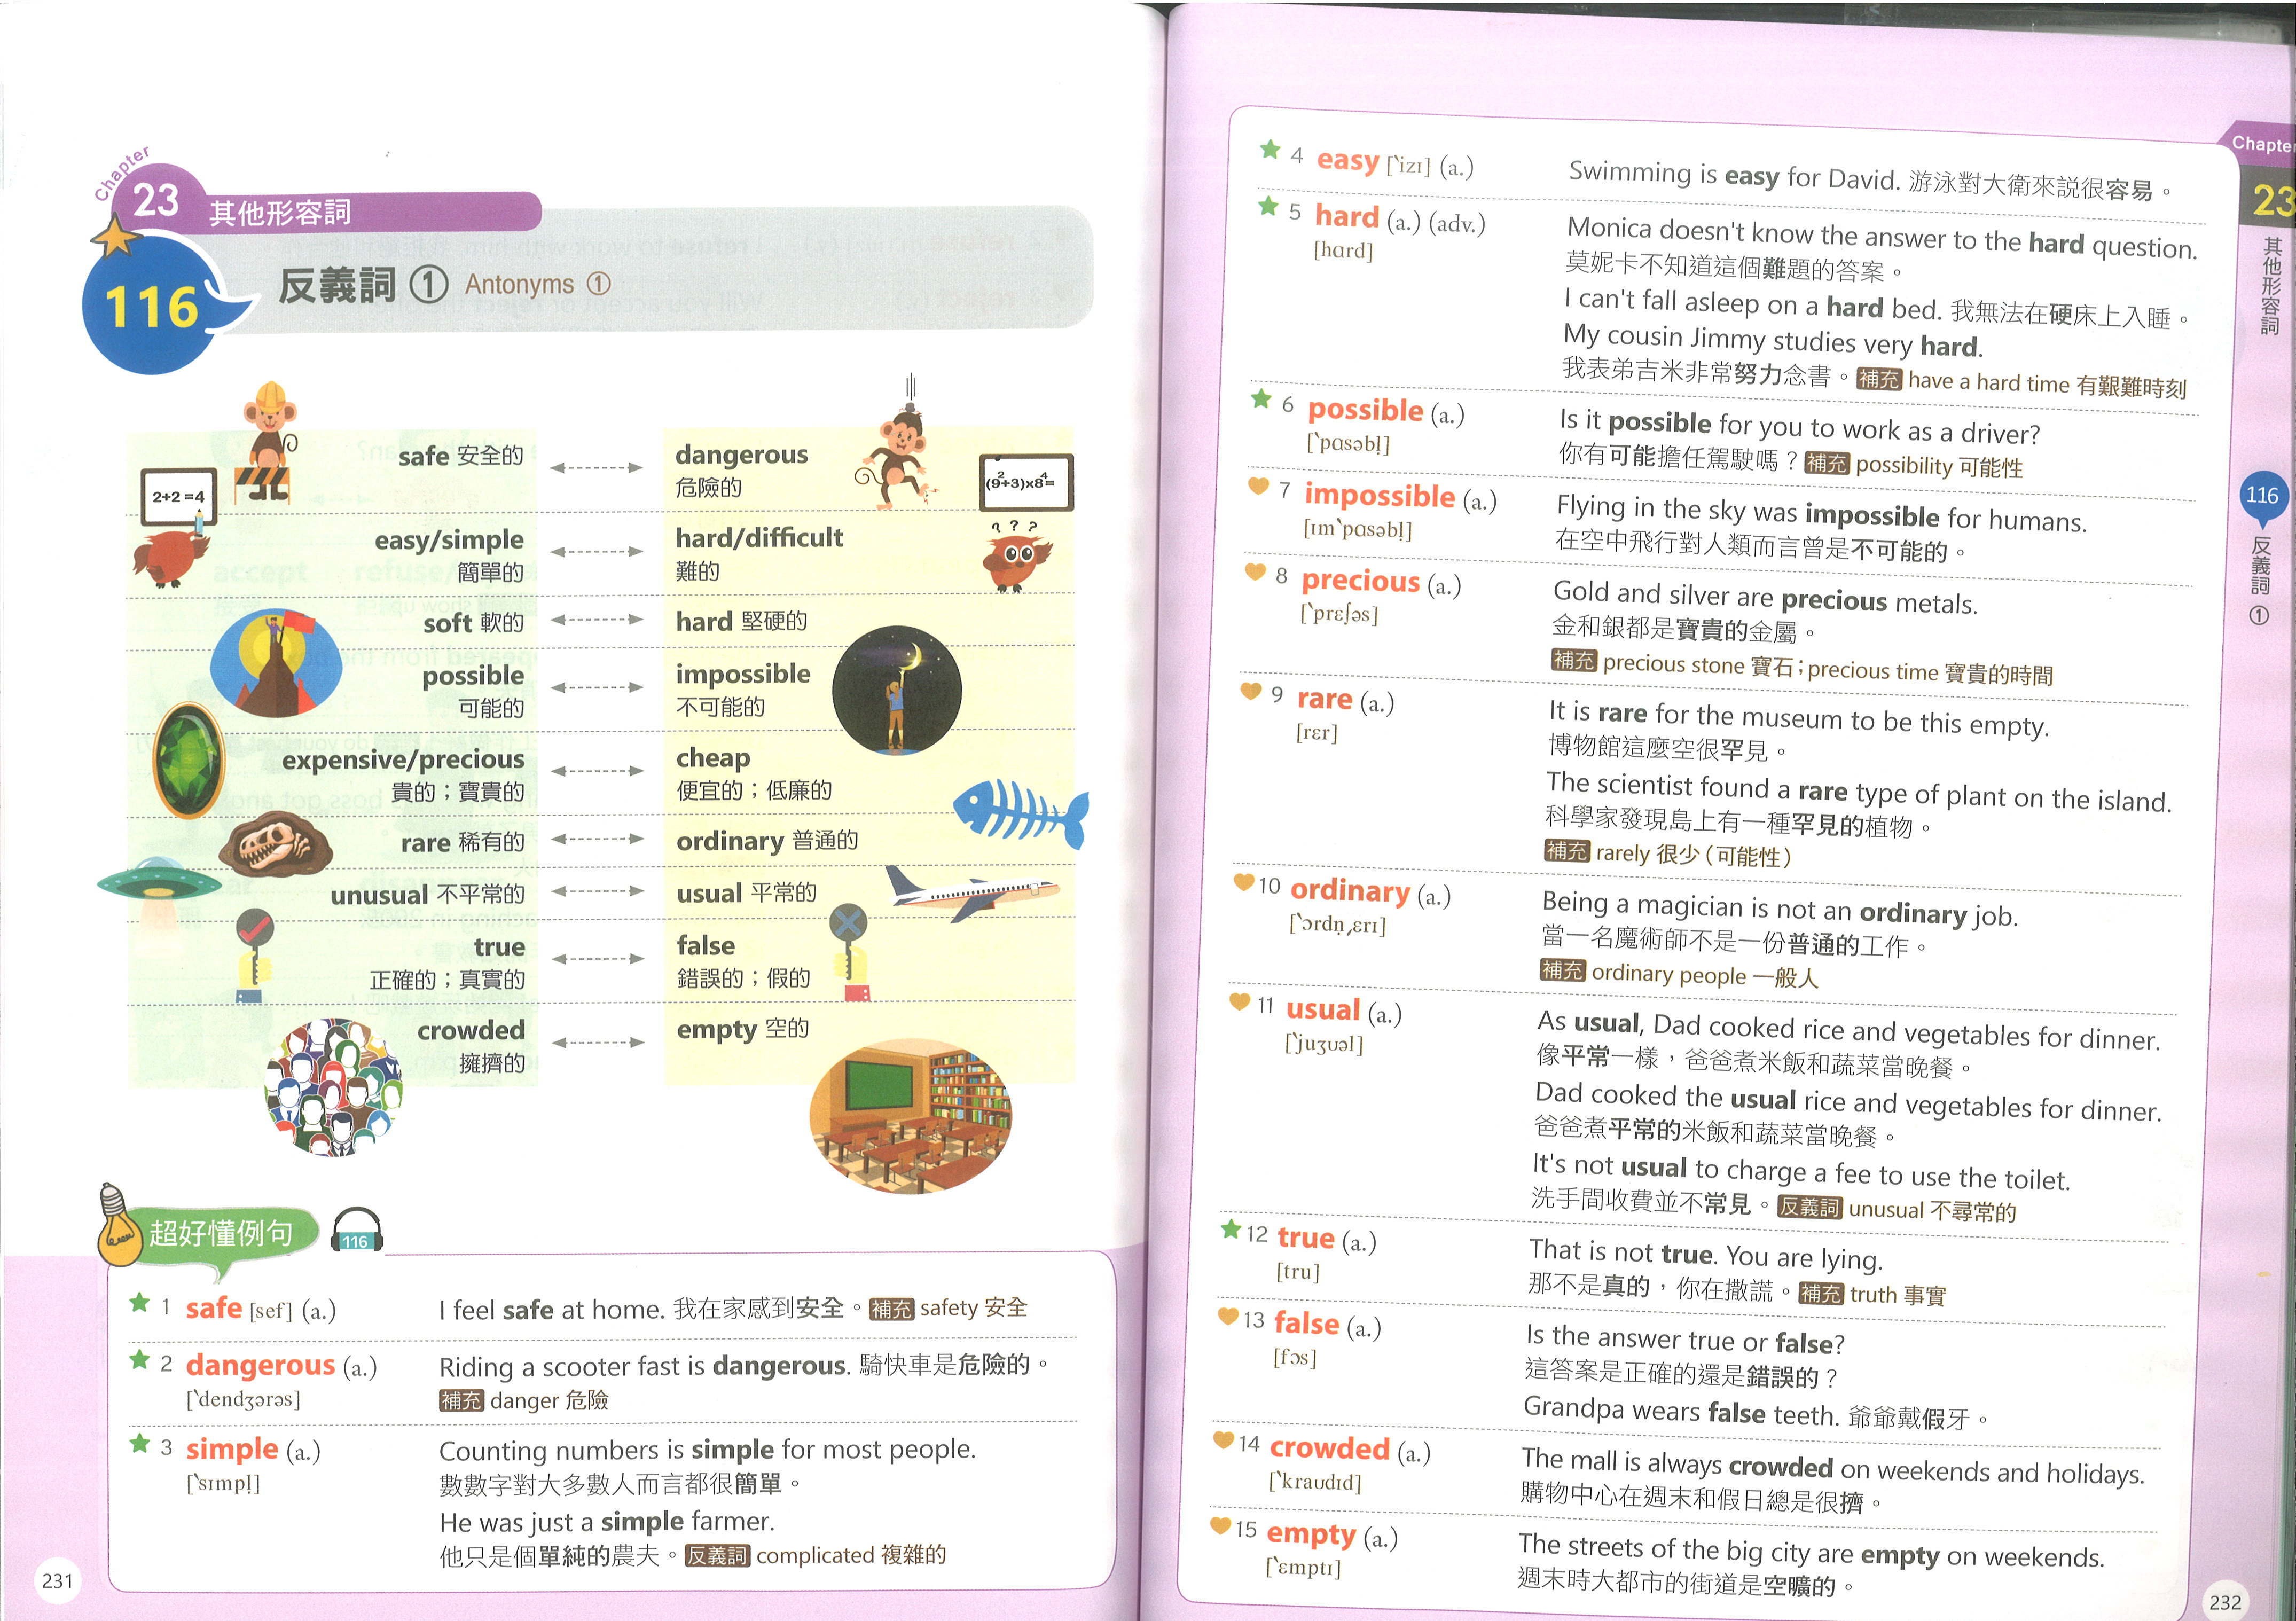 Chapter
23 其他形容詞
116 反義詞 ① Antonyms ①
safe 安全的
dangerous
危險的
2+2=4
(9²+3)x8⁴=
? ? ?
easy/simple
簡單的
hard/difficult
難的
soft 軟的
hard 堅硬的
possible
可能的
impossible
不可能的
expensive/precious
貴的；寶貴的
cheap
便宜的；低廉的
rare 稀有的
ordinary 普通的
unusual 不平常的
usual 平常的
true
正確的；真實的
false
錯誤的；假的
crowded
擁擠的
empty 空的
超好懂例句 116
1 safe [sef] (a.) I feel safe at home. 我在家感到安全。補充 safety 安全
2 dangerous (a.) Riding a scooter fast is dangerous. 騎快車是危險的。
[ˋdendʒərəs] 補充 danger 危險
3 simple (a.) Counting numbers is simple for most people.
[ˋsɪmpḷ] 數數字對大多數人而言都很簡單。
He was just a simple farmer.
他只是個單純的農夫。反義詞 complicated 複雜的
231
4 easy [ˋizɪ] (a.) Swimming is easy for David. 游泳對大衛來說很容易。
5 hard (a.) (adv.) Monica doesn't know the answer to the hard question.
[hɑrd] 莫妮卡不知道這個難題的答案。
I can't fall asleep on a hard bed. 我無法在硬床上入睡。
My cousin Jimmy studies very hard.
我表弟吉米非常努力念書。補充 have a hard time 有艱難時刻
6 possible (a.) Is it possible for you to work as a driver?
[ˋpɑsəbḷ] 你有可能擔任駕駛嗎？補充 possibility 可能性
7 impossible (a.) Flying in the sky was impossible for humans.
[ɪmˋpɑsəbḷ] 在空中飛行對人類而言曾是不可能的。
8 precious (a.) Gold and silver are precious metals.
[ˋprɛʃəs] 金和銀都是寶貴的金屬。
補充 precious stone 寶石；precious time 寶貴的時間
9 rare (a.) It is rare for the museum to be this empty.
[rɛr] 博物館這麼空很罕見。
The scientist found a rare type of plant on the island.
科學家發現島上有一種罕見的植物。
補充 rarely 很少（可能性）
10 ordinary (a.) Being a magician is not an ordinary job.
[ˋɔrdṇˏɛrɪ] 當一名魔術師不是一份普通的工作。
補充 ordinary people 一般人
11 usual (a.) As usual, Dad cooked rice and vegetables for dinner.
[ˋjuʒʊəl] 像平常一樣，爸爸煮米飯和蔬菜當晚餐。
Dad cooked the usual rice and vegetables for dinner.
爸爸煮平常的米飯和蔬菜當晚餐。
It's not usual to charge a fee to use the toilet.
洗手間收費並不常見。反義詞 unusual 不尋常的
12 true (a.) That is not true. You are lying.
[tru] 那不是真的，你在撒謊。補充 truth 事實
13 false (a.) Is the answer true or false?
[fɔs] 這答案是正確的還是錯誤的？
Grandpa wears false teeth. 爺爺戴假牙。
14 crowded (a.) The mall is always crowded on weekends and holidays.
[ˋkraʊdɪd] 購物中心在週末和假日總是很擠。
15 empty (a.) The streets of the big city are empty on weekends.
[ˋɛmptɪ] 週末時大都市的街道是空曠的。
Chapter
23
其他形容詞
116
反義詞 ①
232